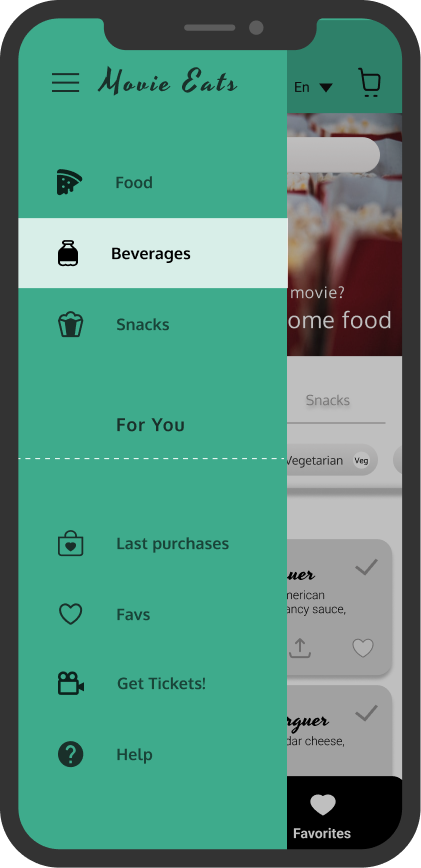 Movie Eats
En
Food
Beverages
movie?
Snacks
ome food
Snacks
For You
Vegetarian Veg
Last purchases
uer
merican
ancy sauce,
Favs
Get Tickets!
rguer
dar cheese,
Help
Favorites